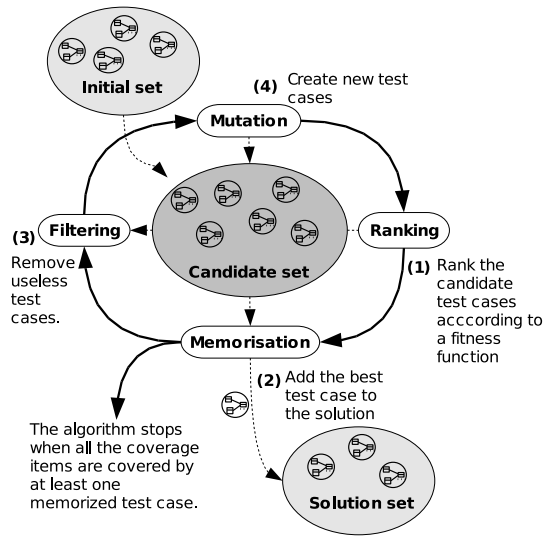 Initial set
(4) Create new test
cases
Mutation
(3) Filtering
Remove
useless
test
cases.
Candidate set
Ranking
(1) Rank the
candidate
test cases
acccording to
a fitness
function
Memorisation
(2) Add the best
test case to
the solution
The algorithm stops
when all the coverage
items are covered by
at least one
memorized test case.
Solution set